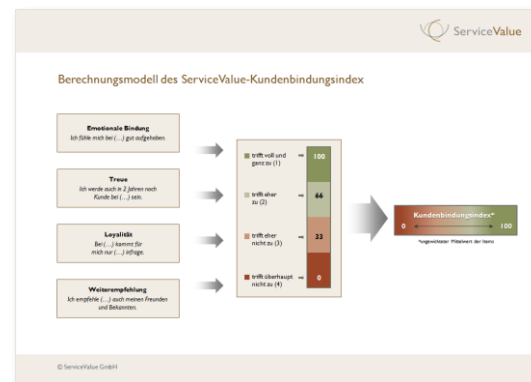 ServiceValue
Berechnungsmodell des ServiceValue-Kundenbindungsindex
Emotionale Bindung
Ich fühle mich bei (...) gut aufgehoben.
Treue
Ich werde auch in 2 Jahren noch
Kunde bei (...) sein.
Loyalität
Bei (...) kommt für
mich nur (...) infrage.
Weiterempfehlung
Ich empfehle (...) auch meinen Freunden
und Bekannten.
trifft voll und
ganz zu (1)
100
trifft eher
zu (2)
66
trifft eher
nicht zu (3)
33
trifft überhaupt
nicht zu (4)
0
Kundenbindungsindex*
0
100
*ungewichteter Mittelwert der Items
© ServiceValue GmbH